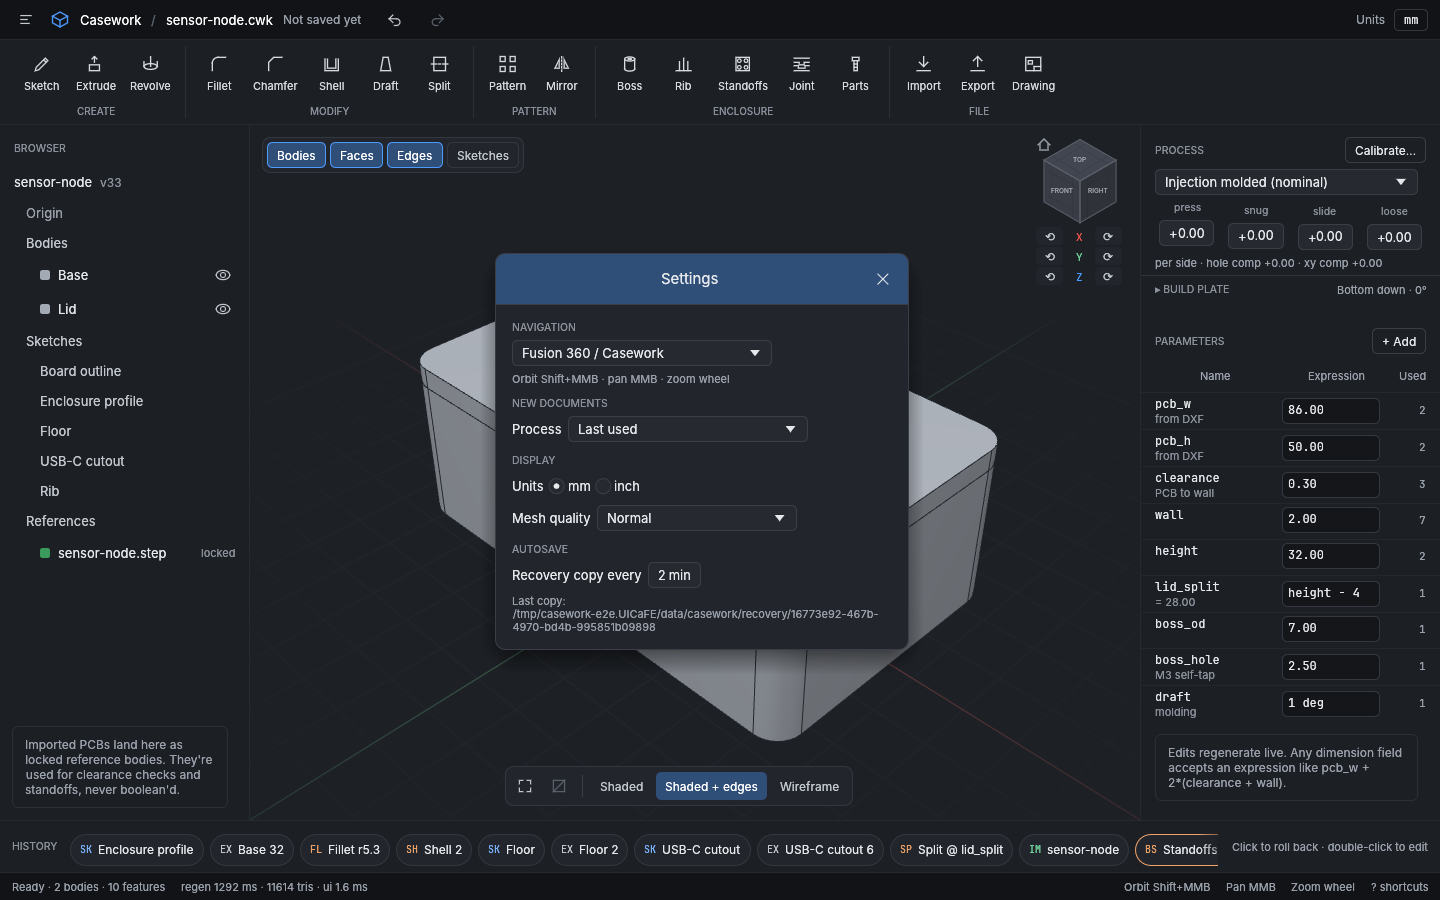 Casework / sensor-node.cwk Not saved yet
Units mm
Sketch Extrude Revolve Fillet Chamfer Shell Draft Split Pattern Mirror Boss Rib Standoffs Joint Parts Import Export Drawing
CREATE MODIFY PATTERN ENCLOSURE FILE
BROWSER
sensor-node v33
Origin
Bodies
Base
Lid
Sketches
Board outline
Enclosure profile
Floor
USB-C cutout
Rib
References
sensor-node.step locked
Imported PCBs land here as
locked reference bodies. They're
used for clearance checks and
standoffs, never boolean'd.
Bodies Faces Edges Sketches
TOP
FRONT RIGHT
X
Y
Z
Settings
NAVIGATION
Fusion 360 / Casework
Orbit Shift+MMB · pan MMB · zoom wheel
NEW DOCUMENTS
Process Last used
DISPLAY
Units mm inch
Mesh quality Normal
AUTOSAVE
Recovery copy every 2 min
Last copy:
/tmp/casework-e2e.UICaFE/data/casework/recovery/16773e92-467b-
4970-bd4b-995851b09898
Shaded Shaded + edges Wireframe
PROCESS Calibrate...
Injection molded (nominal)
press snug slide loose
+0.00 +0.00 +0.00 +0.00
per side · hole comp +0.00 · xy comp +0.00
▸ BUILD PLATE Bottom down · 0°
PARAMETERS + Add
Name Expression Used
pcb_w 86.00 2
from DXF
pcb_h 50.00 2
from DXF
clearance 0.30 3
PCB to wall
wall 2.00 7
height 32.00 2
lid_split height - 4 1
= 28.00
boss_od 7.00 1
boss_hole 2.50 1
M3 self-tap
draft 1 deg 1
molding
Edits regenerate live. Any dimension field
accepts an expression like pcb_w +
2*(clearance + wall).
HISTORY SK Enclosure profile EX Base 32 FL Fillet r5.3 SH Shell 2 SK Floor EX Floor 2 SK USB-C cutout EX USB-C cutout 6 SP Split @ lid_split IM sensor-node BS Standoffs Click to roll back · double-click to edit
Ready · 2 bodies · 10 features regen 1292 ms · 11614 tris · ui 1.6 ms Orbit Shift+MMB Pan MMB Zoom wheel ? shortcuts